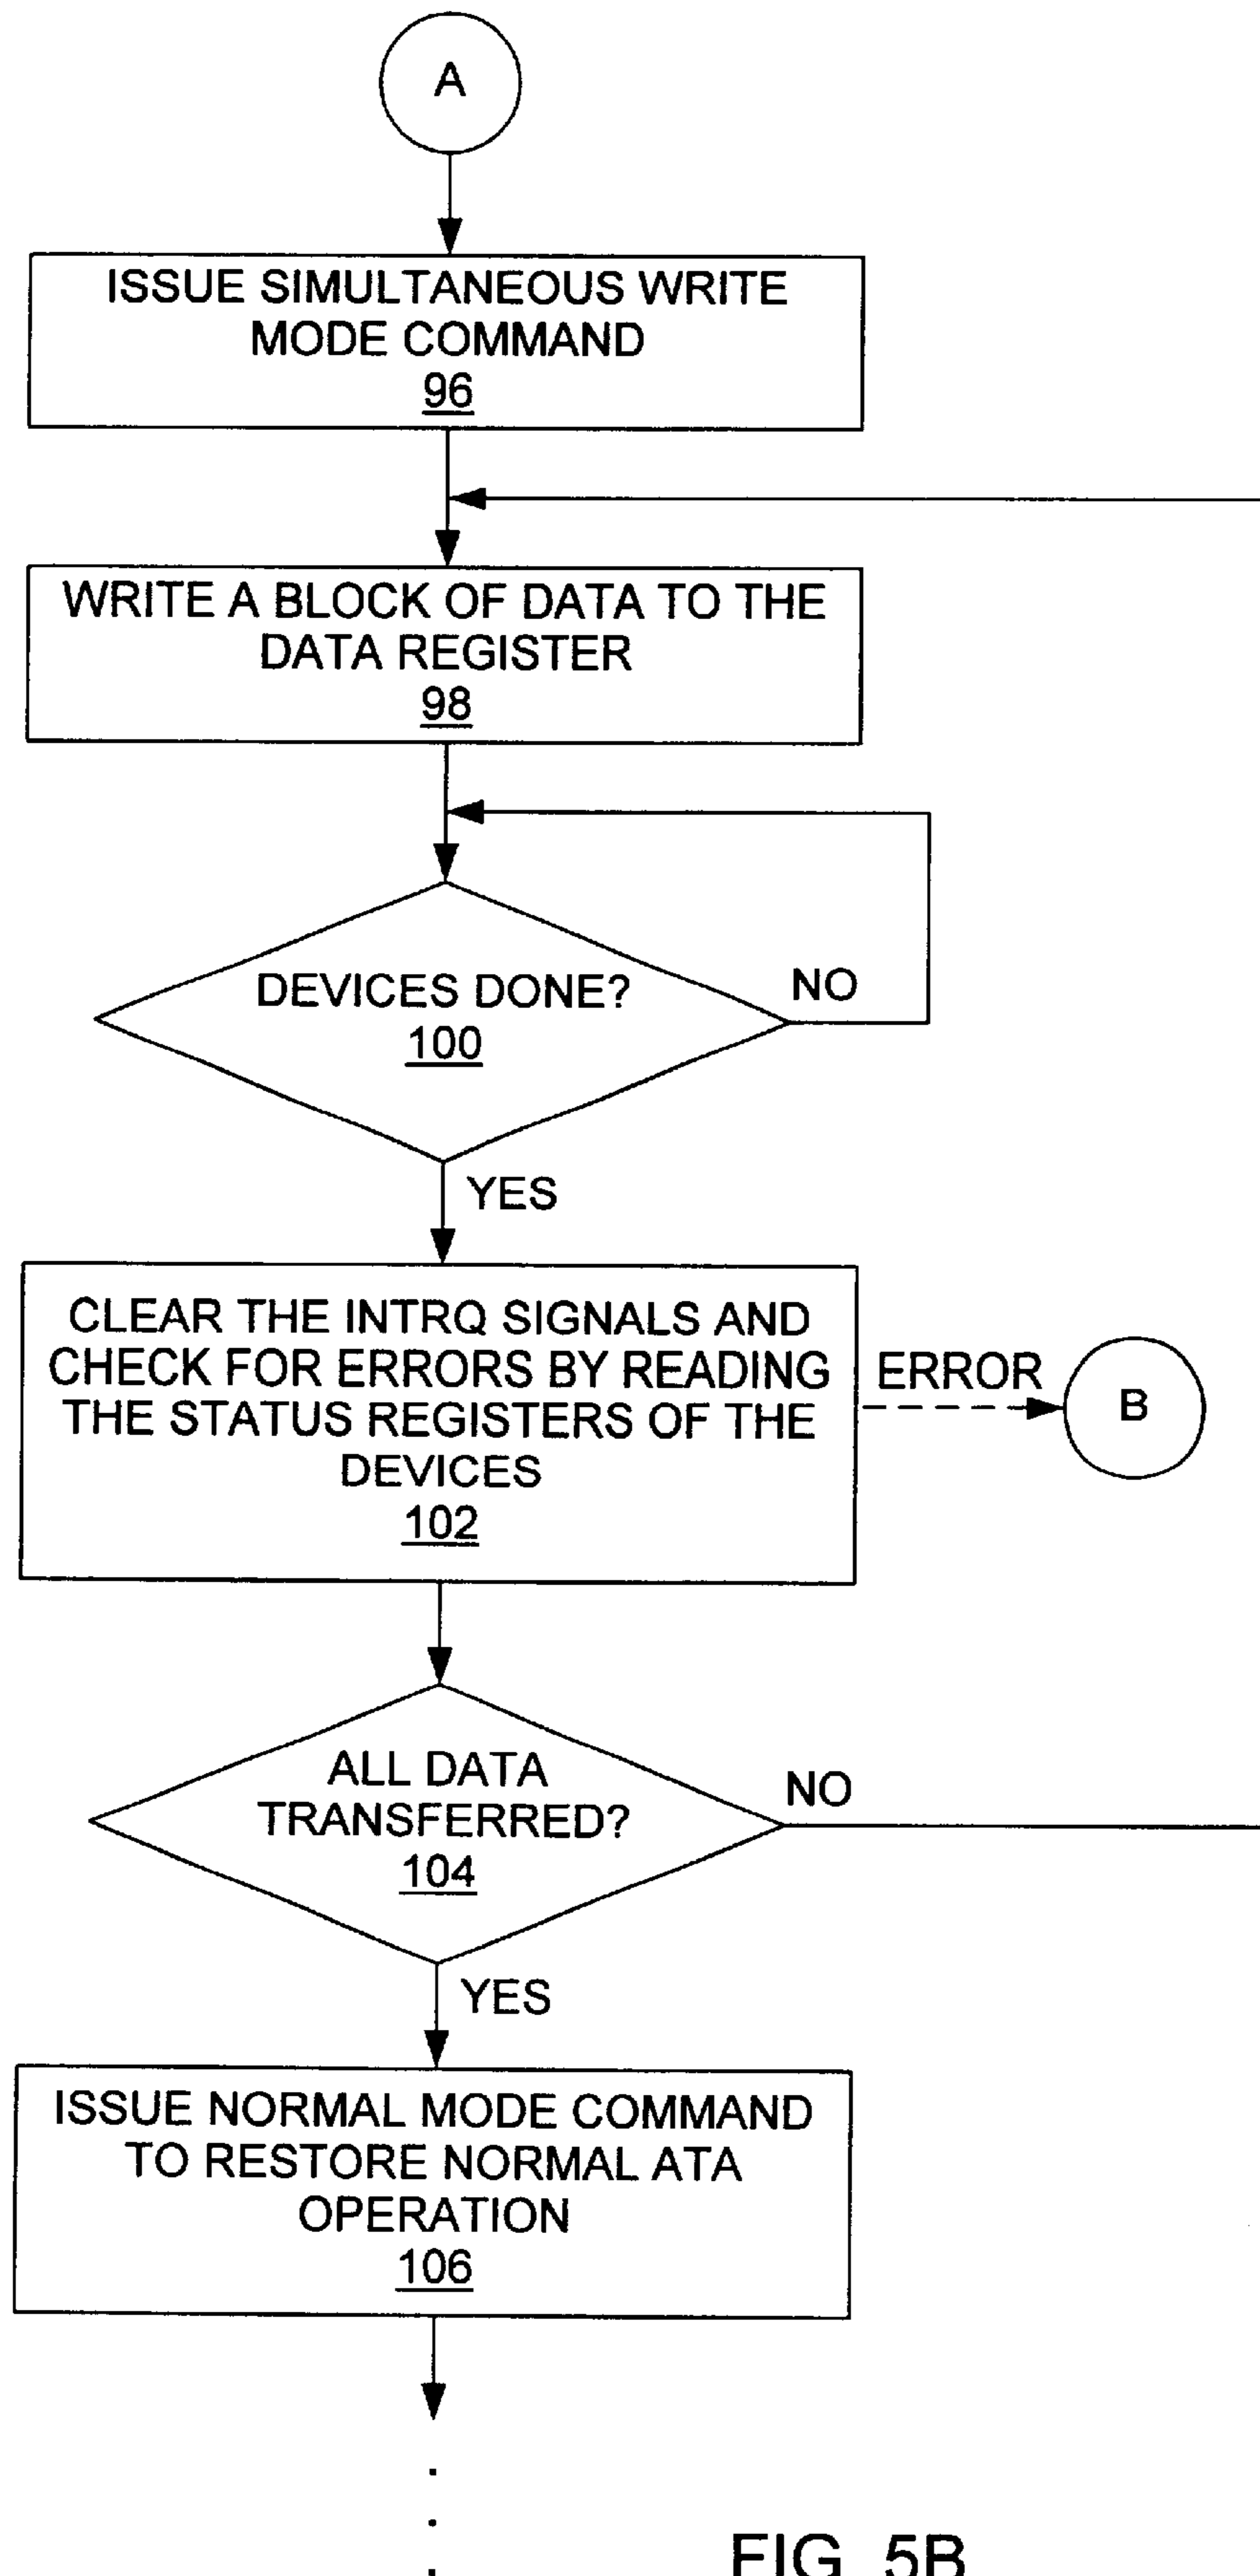 A
ISSUE SIMULTANEOUS WRITE
MODE COMMAND
96
WRITE A BLOCK OF DATA TO THE
DATA REGISTER
98
DEVICES DONE?
100
NO
YES
CLEAR THE INTRQ SIGNALS AND
CHECK FOR ERRORS BY READING
THE STATUS REGISTERS OF THE
DEVICES
102
ERROR
B
ALL DATA
TRANSFERRED?
104
NO
YES
ISSUE NORMAL MODE COMMAND
TO RESTORE NORMAL ATA
OPERATION
106
FIG. 5B